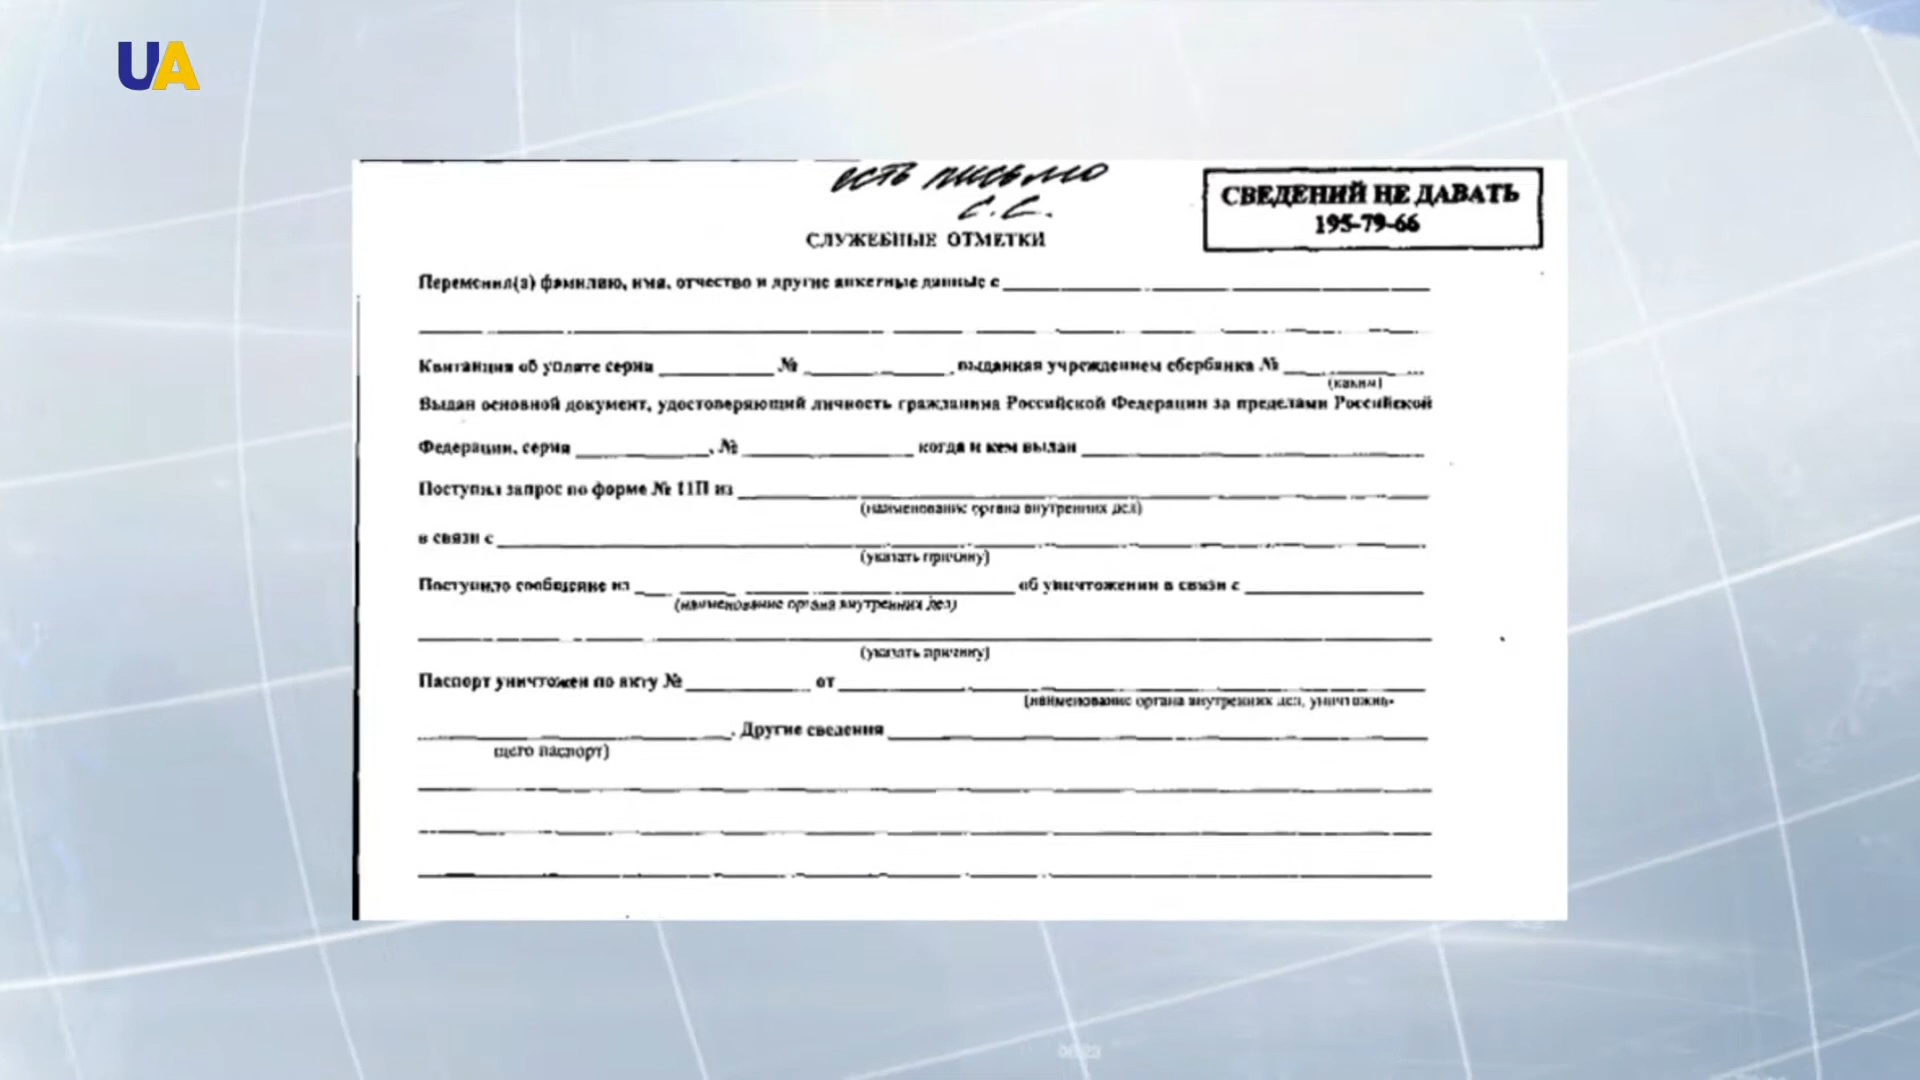 UA
есть письмо
С.С.
СВЕДЕНИЙ НЕ ДАВАТЬ
195-79-66
СЛУЖЕБНЫЕ ОТМЕТКИ
Переменил(а) фамилию, имя, отчество и другие анкетные данные с
Квитанция об уплате серии № , выданная учреждением сбербанка №
(каким)
Выдан основной документ, удостоверяющий личность гражданина Российской Федерации за пределами Российской
Федерации, серия , № когда и кем выдан
Поступил запрос по форме № 11П из
(наименование органа внутренних дел)
в связи с
(указать причину)
Поступило сообщение из об уничтожении в связи с
(наименование органа внутренних дел)
(указать причину)
Паспорт уничтожен по акту № от
(наименование органа внутренних дел, уничтожив-
. Другие сведения
щего паспорт)